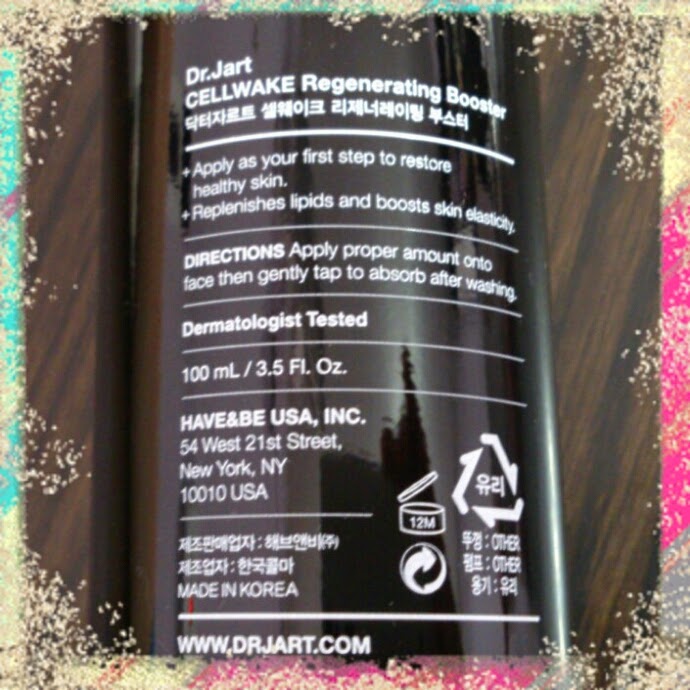 Dr.Jart
CELLWAKE Regenerating Booster
닥터자르트 셀웨이크 리제너레이팅 부스터
+ Apply as your first step to restore
healthy skin.
+ Replenishes lipids and boosts skin elasticity.
DIRECTIONS Apply proper amount onto
face then gently tap to absorb after washing.
Dermatologist Tested
100 mL / 3.5 Fl. Oz.
HAVE&BE USA, INC.
54 West 21st Street,
New York, NY
10010 USA
유리
12M
제조판매업자 : 해브앤비(주)
제조업자 : 한국콜마
MADE IN KOREA
뚜껑 : OTHER
펌프 : OTHER
용기 : 유리
WWW.DRJART.COM